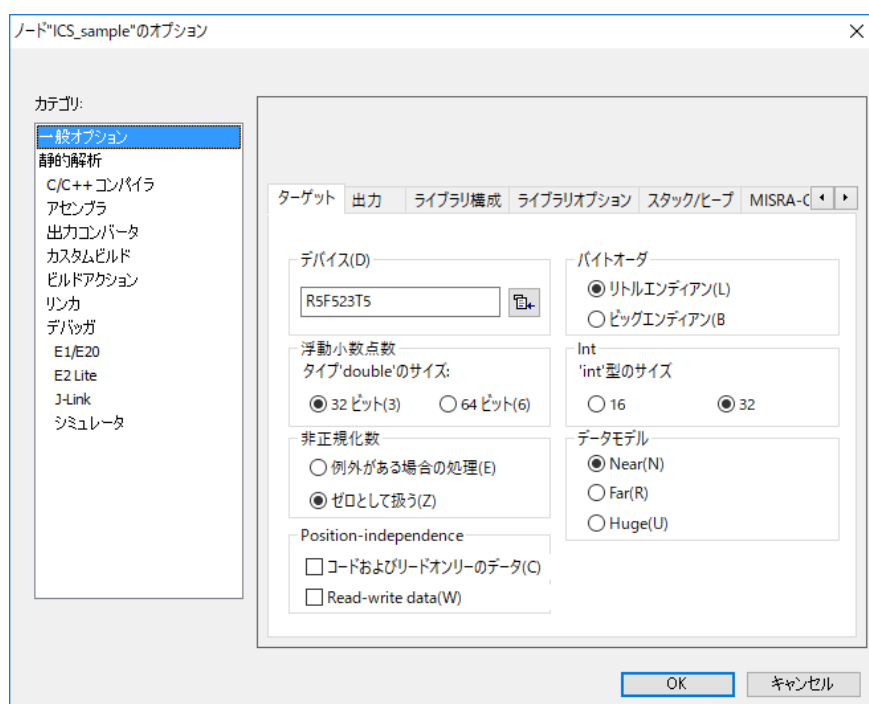 ノード"ICS_sample"のオプション
カテゴリ:
一般オプション
静的解析
C/C++ コンパイラ
アセンブラ
出力コンバータ
カスタムビルド
ビルドアクション
リンカ
デバッガ
E1/E20
E2 Lite
J-Link
シミュレータ
ターゲット 出力 ライブラリ構成 ライブラリオプション スタック/ヒープ MISRA-C
デバイス(D)
R5F523T5
バイトオーダ
リトルエンディアン(L)
ビッグエンディアン(B
浮動小数点数
タイプ'double'のサイズ:
32 ビット(3) 64 ビット(6)
Int
'int'型のサイズ
16 32
非正規化数
例外がある場合の処理(E)
ゼロとして扱う(Z)
データモデル
Near(N)
Far(R)
Huge(U)
Position-independence
コードおよびリードオンリーのデータ(C)
Read-write data(W)
OK キャンセル